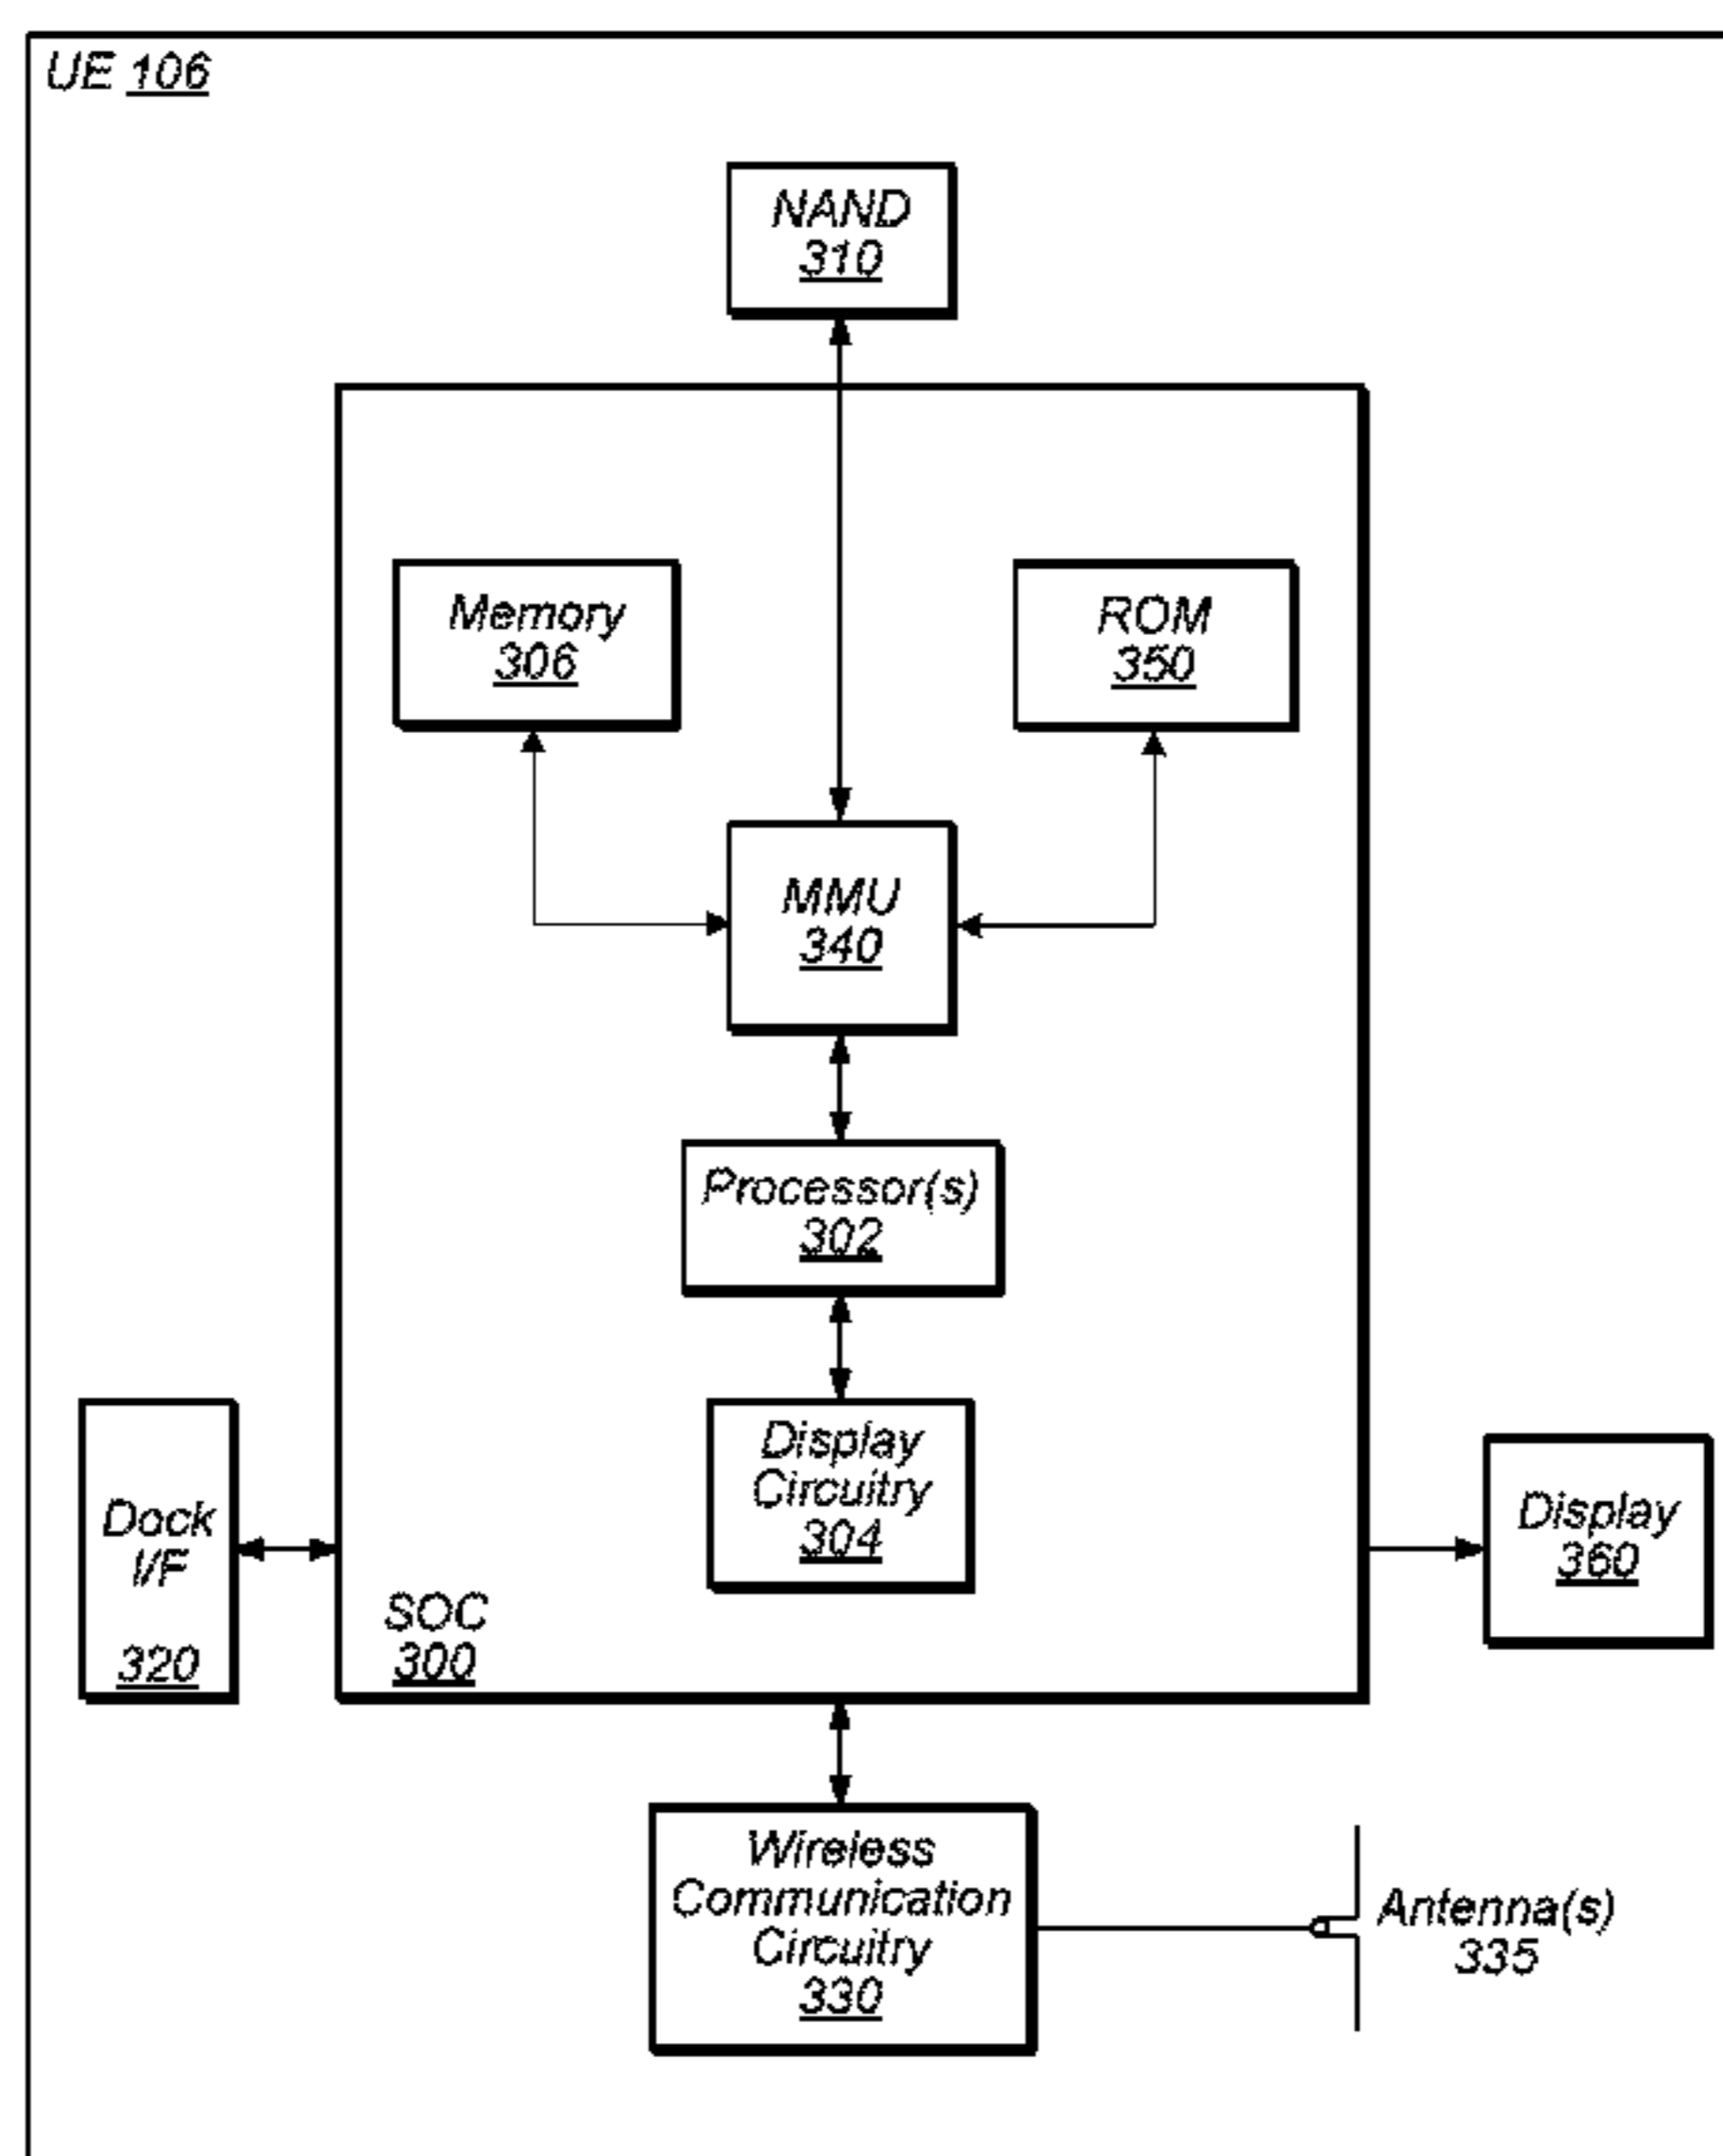 UE 106
NAND
310
Memory
306
ROM
350
MMU
340
Processor(s)
302
Display
Circuitry
304
Dock
I/F
320
SOC
300
Display
360
Wireless
Communication
Circuitry
330
Antenna(s)
335